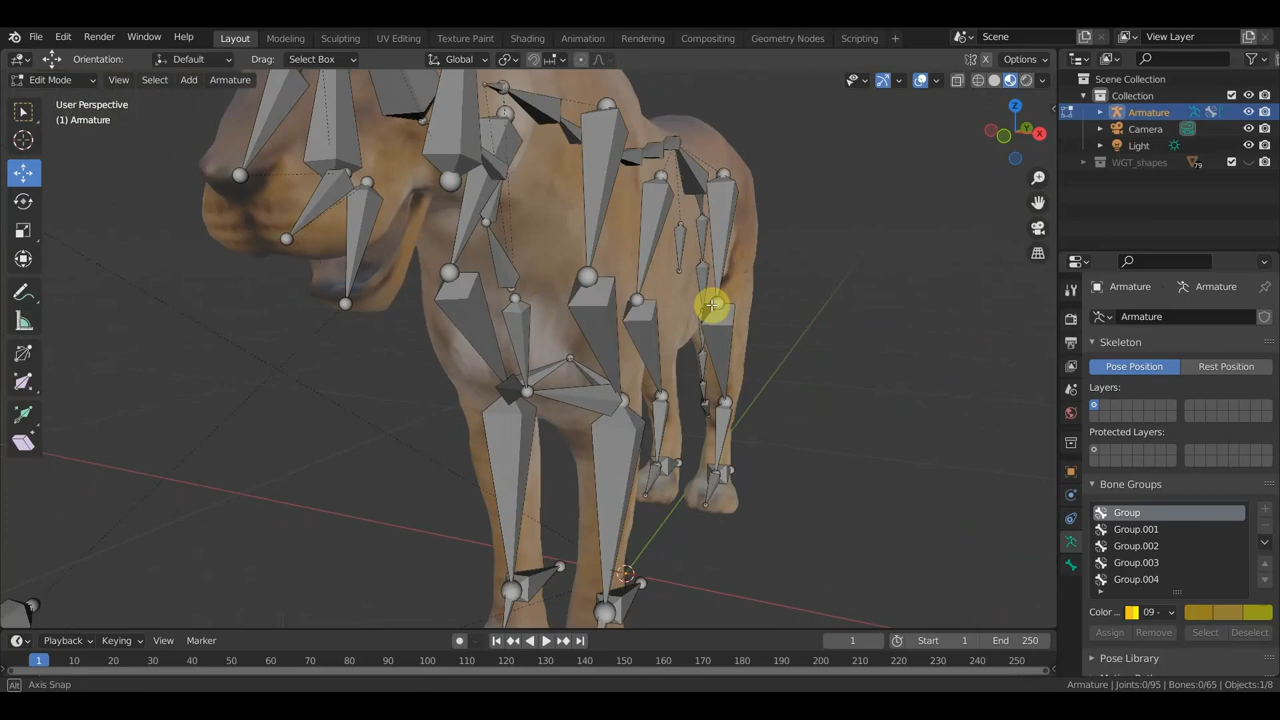 File Edit Render Window Help Layout Modeling Sculpting UV Editing Texture Paint Shading Animation Rendering Compositing Geometry Nodes Scripting + Scene View Layer
Orientation: Default Drag: Select Box Global Options
Edit Mode View Select Add Armature
User Perspective
(1) Armature
Scene Collection
Collection
Armature
Camera
Light
WGT_shapes 79
X
Y
Z
Armature Armature
Armature
Skeleton
Pose Position Rest Position
Layers:
Protected Layers:
Bone Groups
Group
Group.001
Group.002
Group.003
Group.004
Color ... 09 -
Assign Remove Select Deselect
Pose Library
Playback Keying View Marker 1 Start 1 End 250
1 10 20 30 40 50 60 70 80 90 100 110 120 130 140 150 160 170 180 190 200 210 220 230 240 250
Alt Axis Snap Armature | Joints:0/95 | Bones:0/65 | Objects:1/8